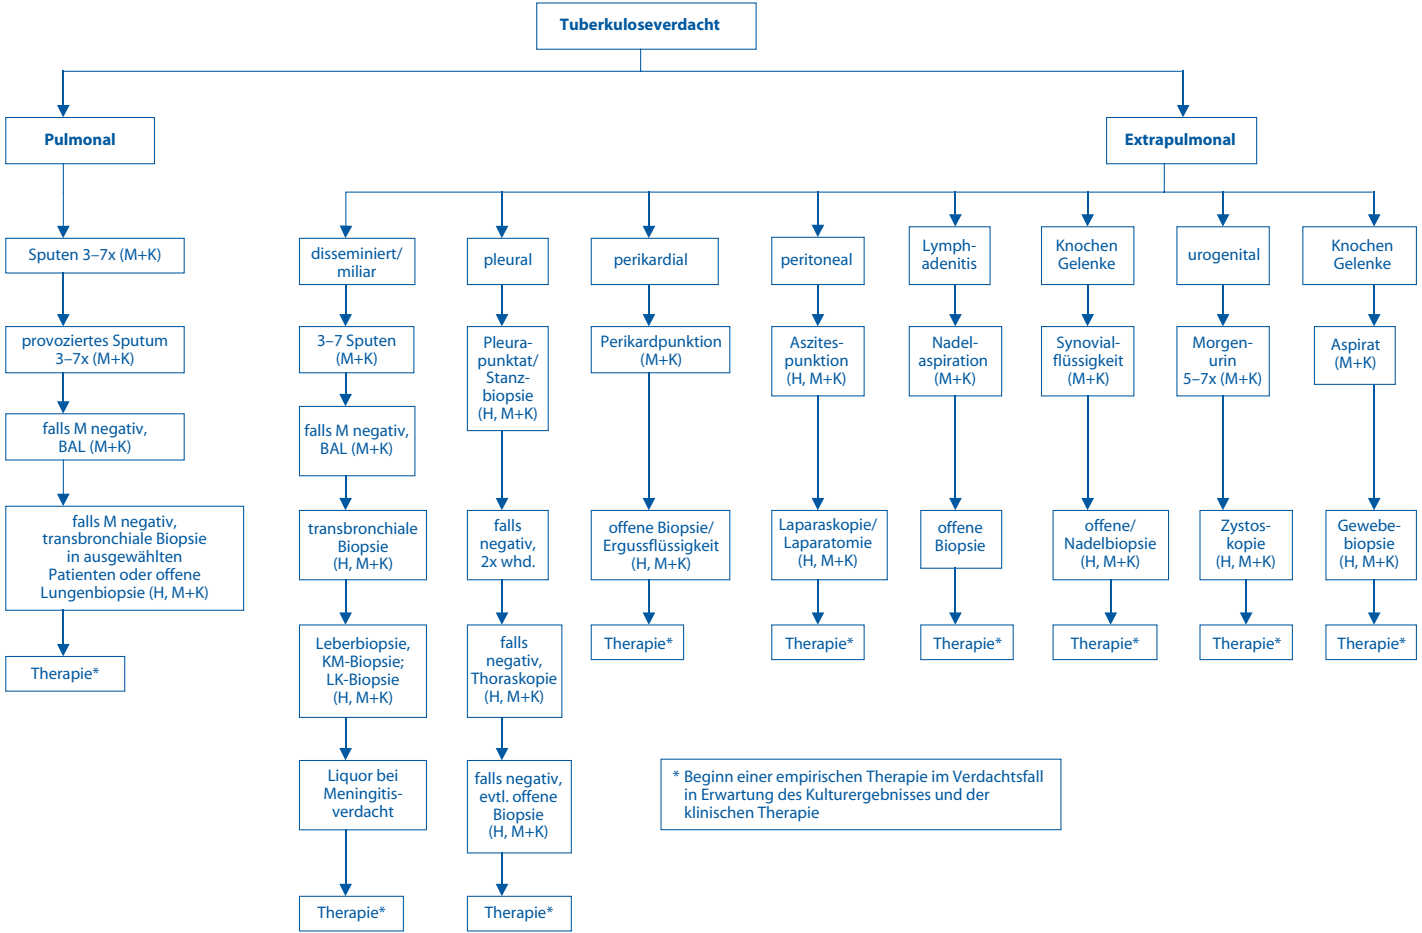 Tuberkuloseverdacht
Pulmonal
Extrapulmonal
Sputen 3–7x (M+K)
provoziertes Sputum
3–7x (M+K)
falls M negativ,
BAL (M+K)
falls M negativ,
transbronchiale Biopsie
in ausgewählten
Patienten oder offene
Lungenbiopsie (H, M+K)
Therapie*
disseminiert/
miliar
3–7 Sputen
(M+K)
falls M negativ,
BAL (M+K)
transbronchiale
Biopsie
(H, M+K)
Leberbiopsie,
KM-Biopsie;
LK-Biopsie
(H, M+K)
Liquor bei
Meningitis-
verdacht
Therapie*
pleural
Pleura-
punktat/
Stanz-
biopsie
(H, M+K)
falls
negativ,
2x whd.
falls
negativ,
Thoraskopie
(H, M+K)
falls negativ,
evtl. offene
Biopsie
(H, M+K)
Therapie*
perikardial
Perikardpunktion
(M+K)
offene Biopsie/
Ergussflüssigkeit
(H, M+K)
Therapie*
peritoneal
Aszites-
punktion
(H, M+K)
Laparaskopie/
Laparatomie
(H, M+K)
Therapie*
Lymph-
adenitis
Nadel-
aspiration
(M+K)
offene
Biopsie
Therapie*
Knochen
Gelenke
Synovial-
flüssigkeit
(M+K)
offene/
Nadelbiopsie
(H, M+K)
Therapie*
urogenital
Morgen-
urin
5–7x (M+K)
Zystos-
kopie
(H, M+K)
Therapie*
Knochen
Gelenke
Aspirat
(M+K)
Gewebe-
biopsie
(H, M+K)
Therapie*
* Beginn einer empirischen Therapie im Verdachtsfall
in Erwartung des Kulturergebnisses und der
klinischen Therapie